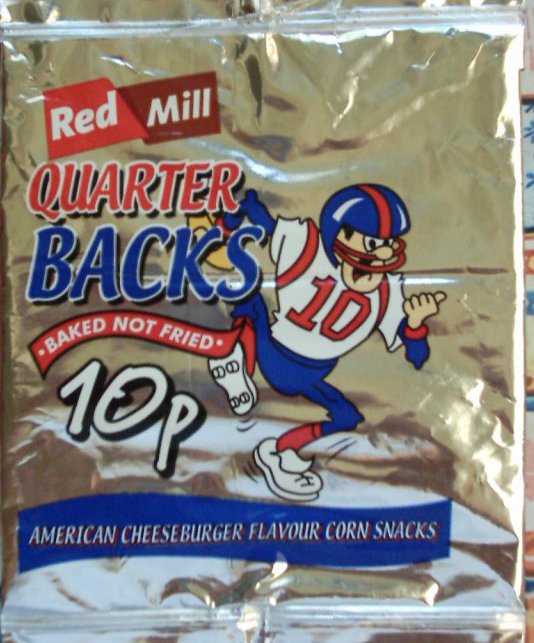 Red Mill
QUARTER
BACKS
10
• BAKED NOT FRIED •
10p
AMERICAN CHEESEBURGER FLAVOUR CORN SNACKS